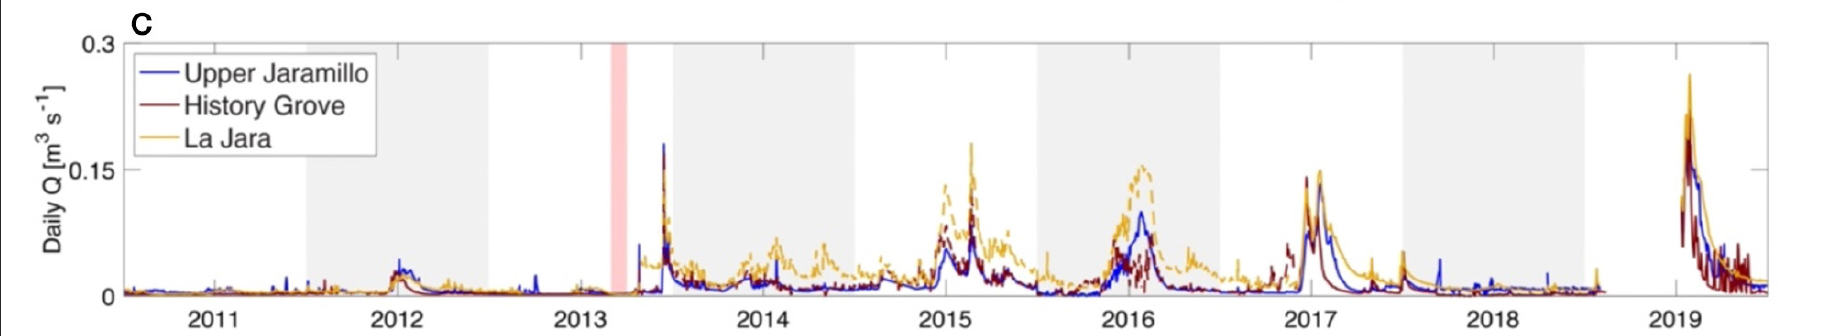 C
0.3
Upper Jaramillo
History Grove
La Jara
0.15
0
Daily Q [m³ s⁻¹]
2011 2012 2013 2014 2015 2016 2017 2018 2019